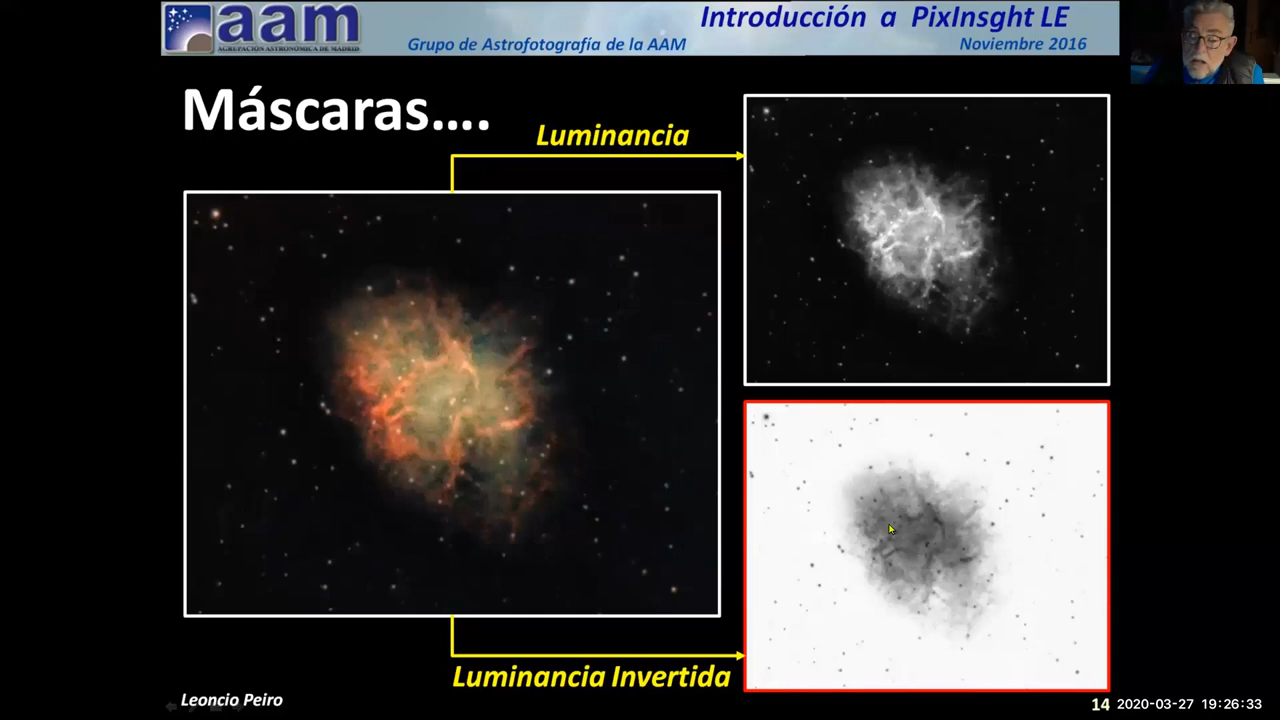 aam
AGRUPACIÓN ASTRONÓMICA DE MADRID
Introducción a PixInsght LE
Grupo de Astrofotografía de la AAM
Noviembre 2016
Máscaras....
Luminancia
Luminancia Invertida
Leoncio Peiro
14
2020-03-27 19:26:33